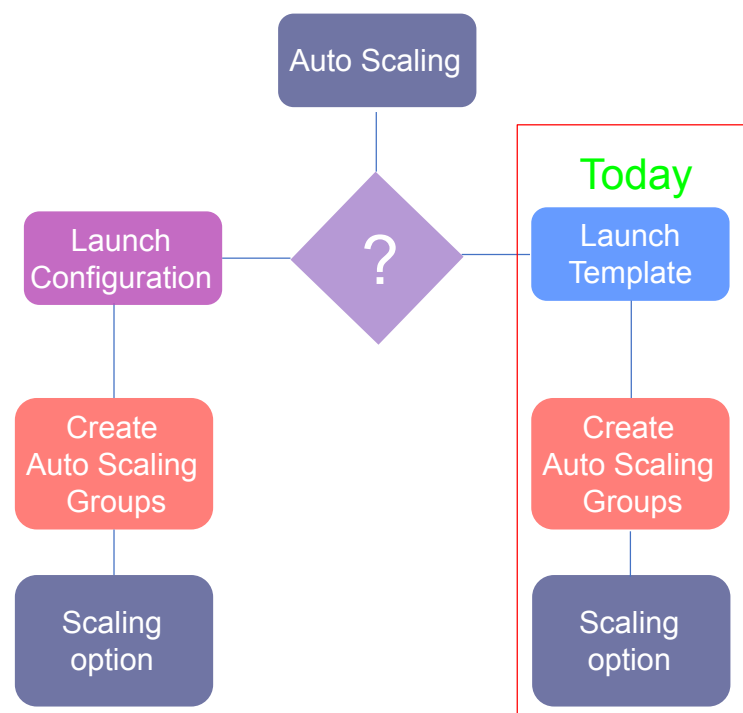 Auto Scaling
?
Launch
Configuration
Create
Auto Scaling
Groups
Scaling
option
Today
Launch
Template
Create
Auto Scaling
Groups
Scaling
option